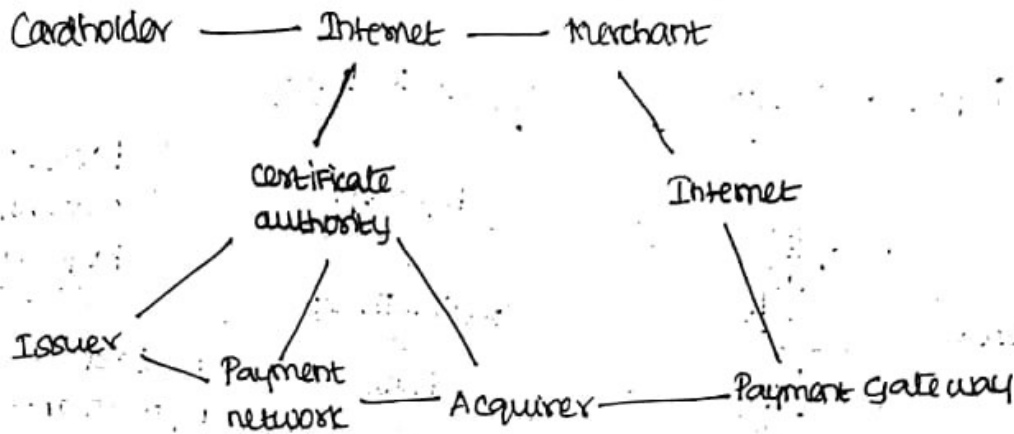 Cardholder Internet Merchant
certificate
authority
Internet
Issuer
Payment
network
Acquirer
Payment Gateway